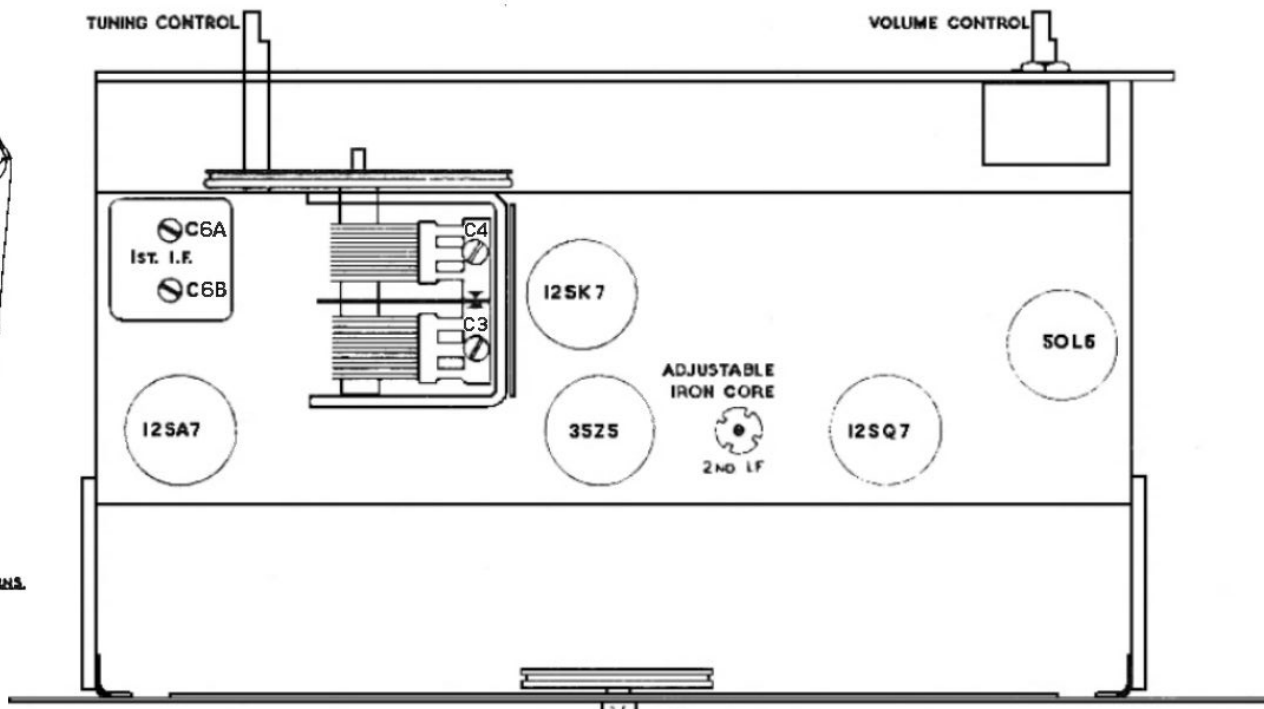 TUNING CONTROL
VOLUME CONTROL
C6A
1ST. I.F.
C6B
C4
C3
12SK7
50L6
ADJUSTABLE
IRON CORE
12SA7
35Z5
12SQ7
2ND I.F